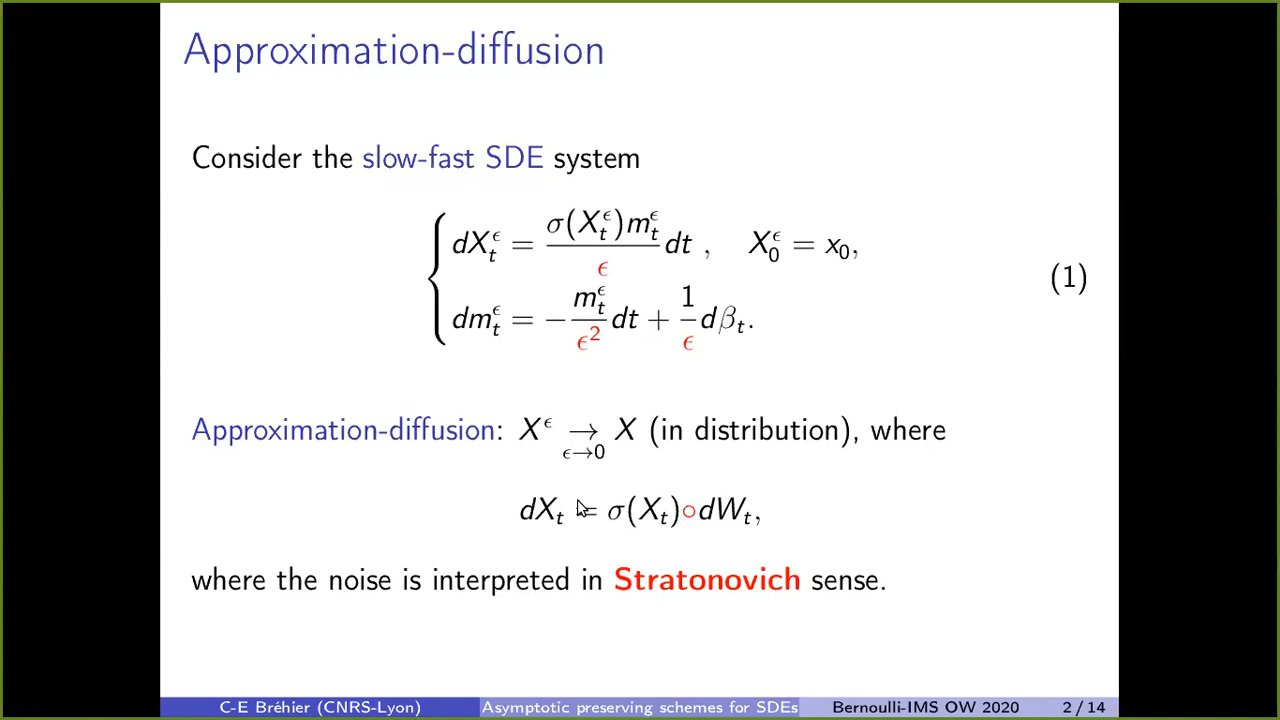 Approximation-diffusion
Consider the slow-fast SDE system
dX_t^ϵ = σ(X_t^ϵ)m_t^ϵ / ϵ dt , X_0^ϵ = x_0,
dm_t^ϵ = − m_t^ϵ / ϵ^2 dt + 1/ϵ dβ_t.
(1)
Approximation-diffusion: X^ϵ →_{ϵ→0} X (in distribution), where
dX_t = σ(X_t)∘dW_t,
where the noise is interpreted in Stratonovich sense.
C-E Bréhier (CNRS-Lyon) Asymptotic preserving schemes for SDEs Bernoulli-IMS OW 2020 2 / 14